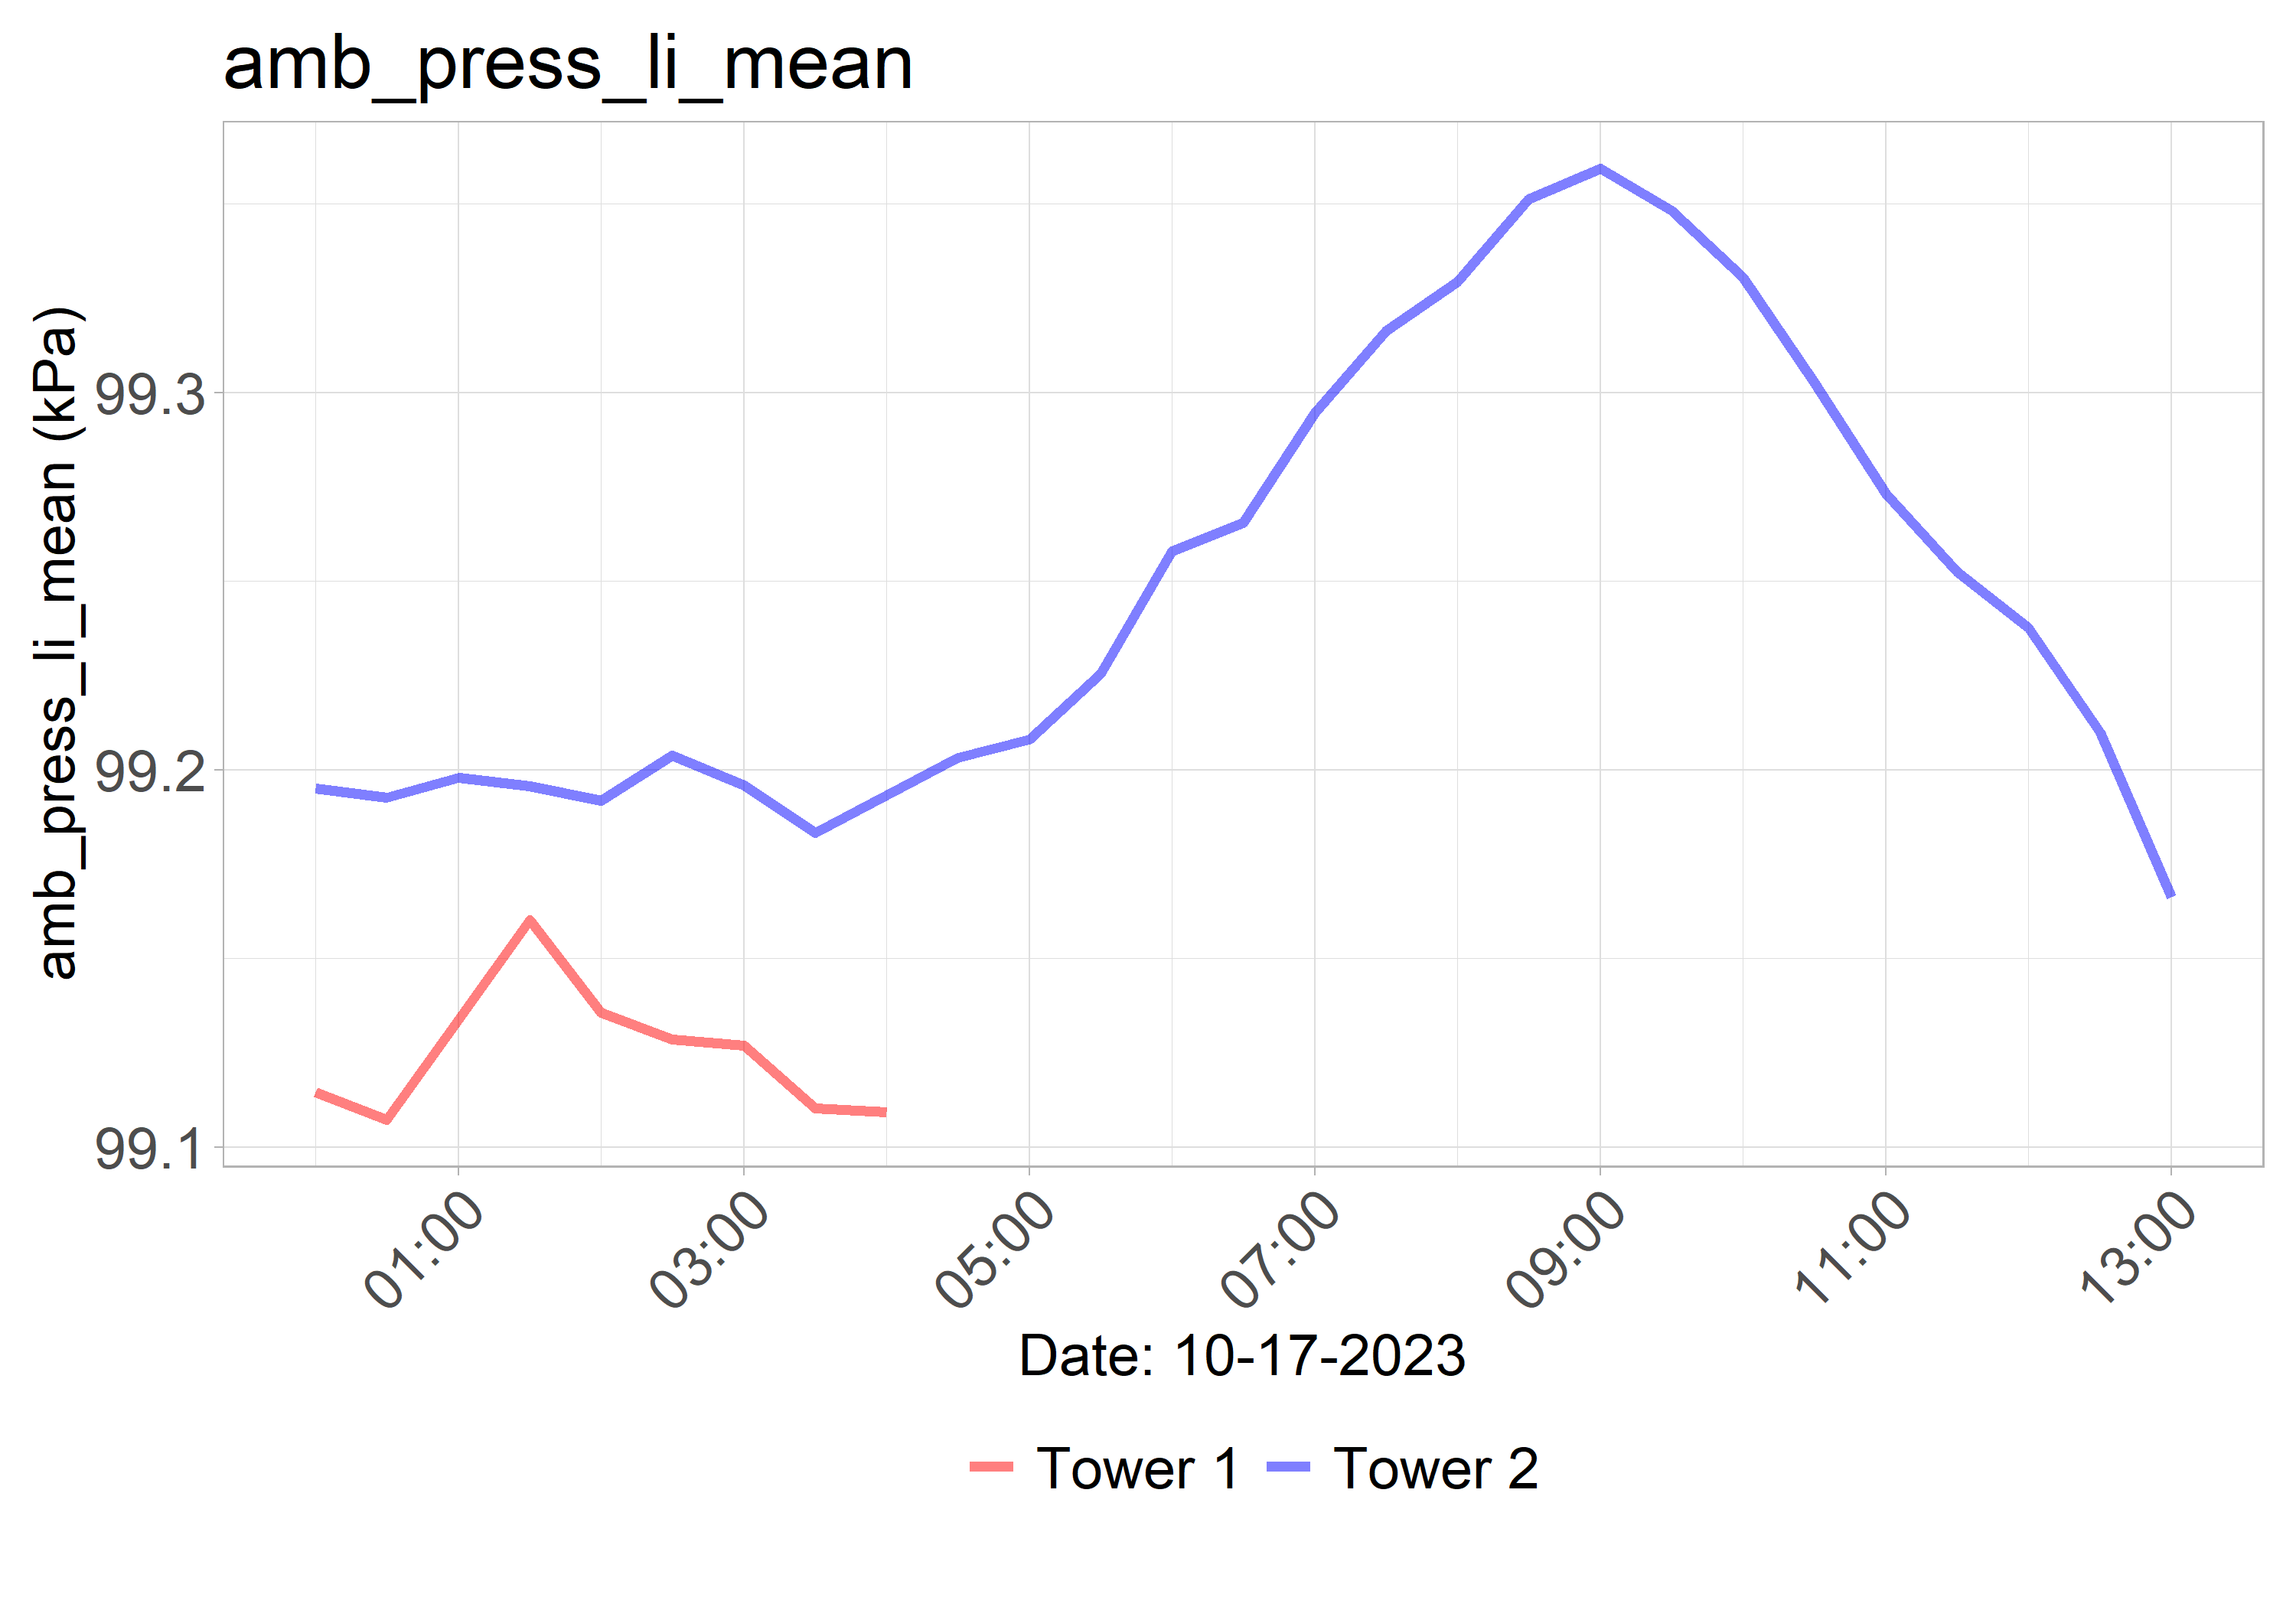 amb_press_li_mean
amb_press_li_mean (kPa)
99.3
99.2
99.1
01:00 03:00 05:00 07:00 09:00 11:00 13:00
Date: 10-17-2023
Tower 1 Tower 2